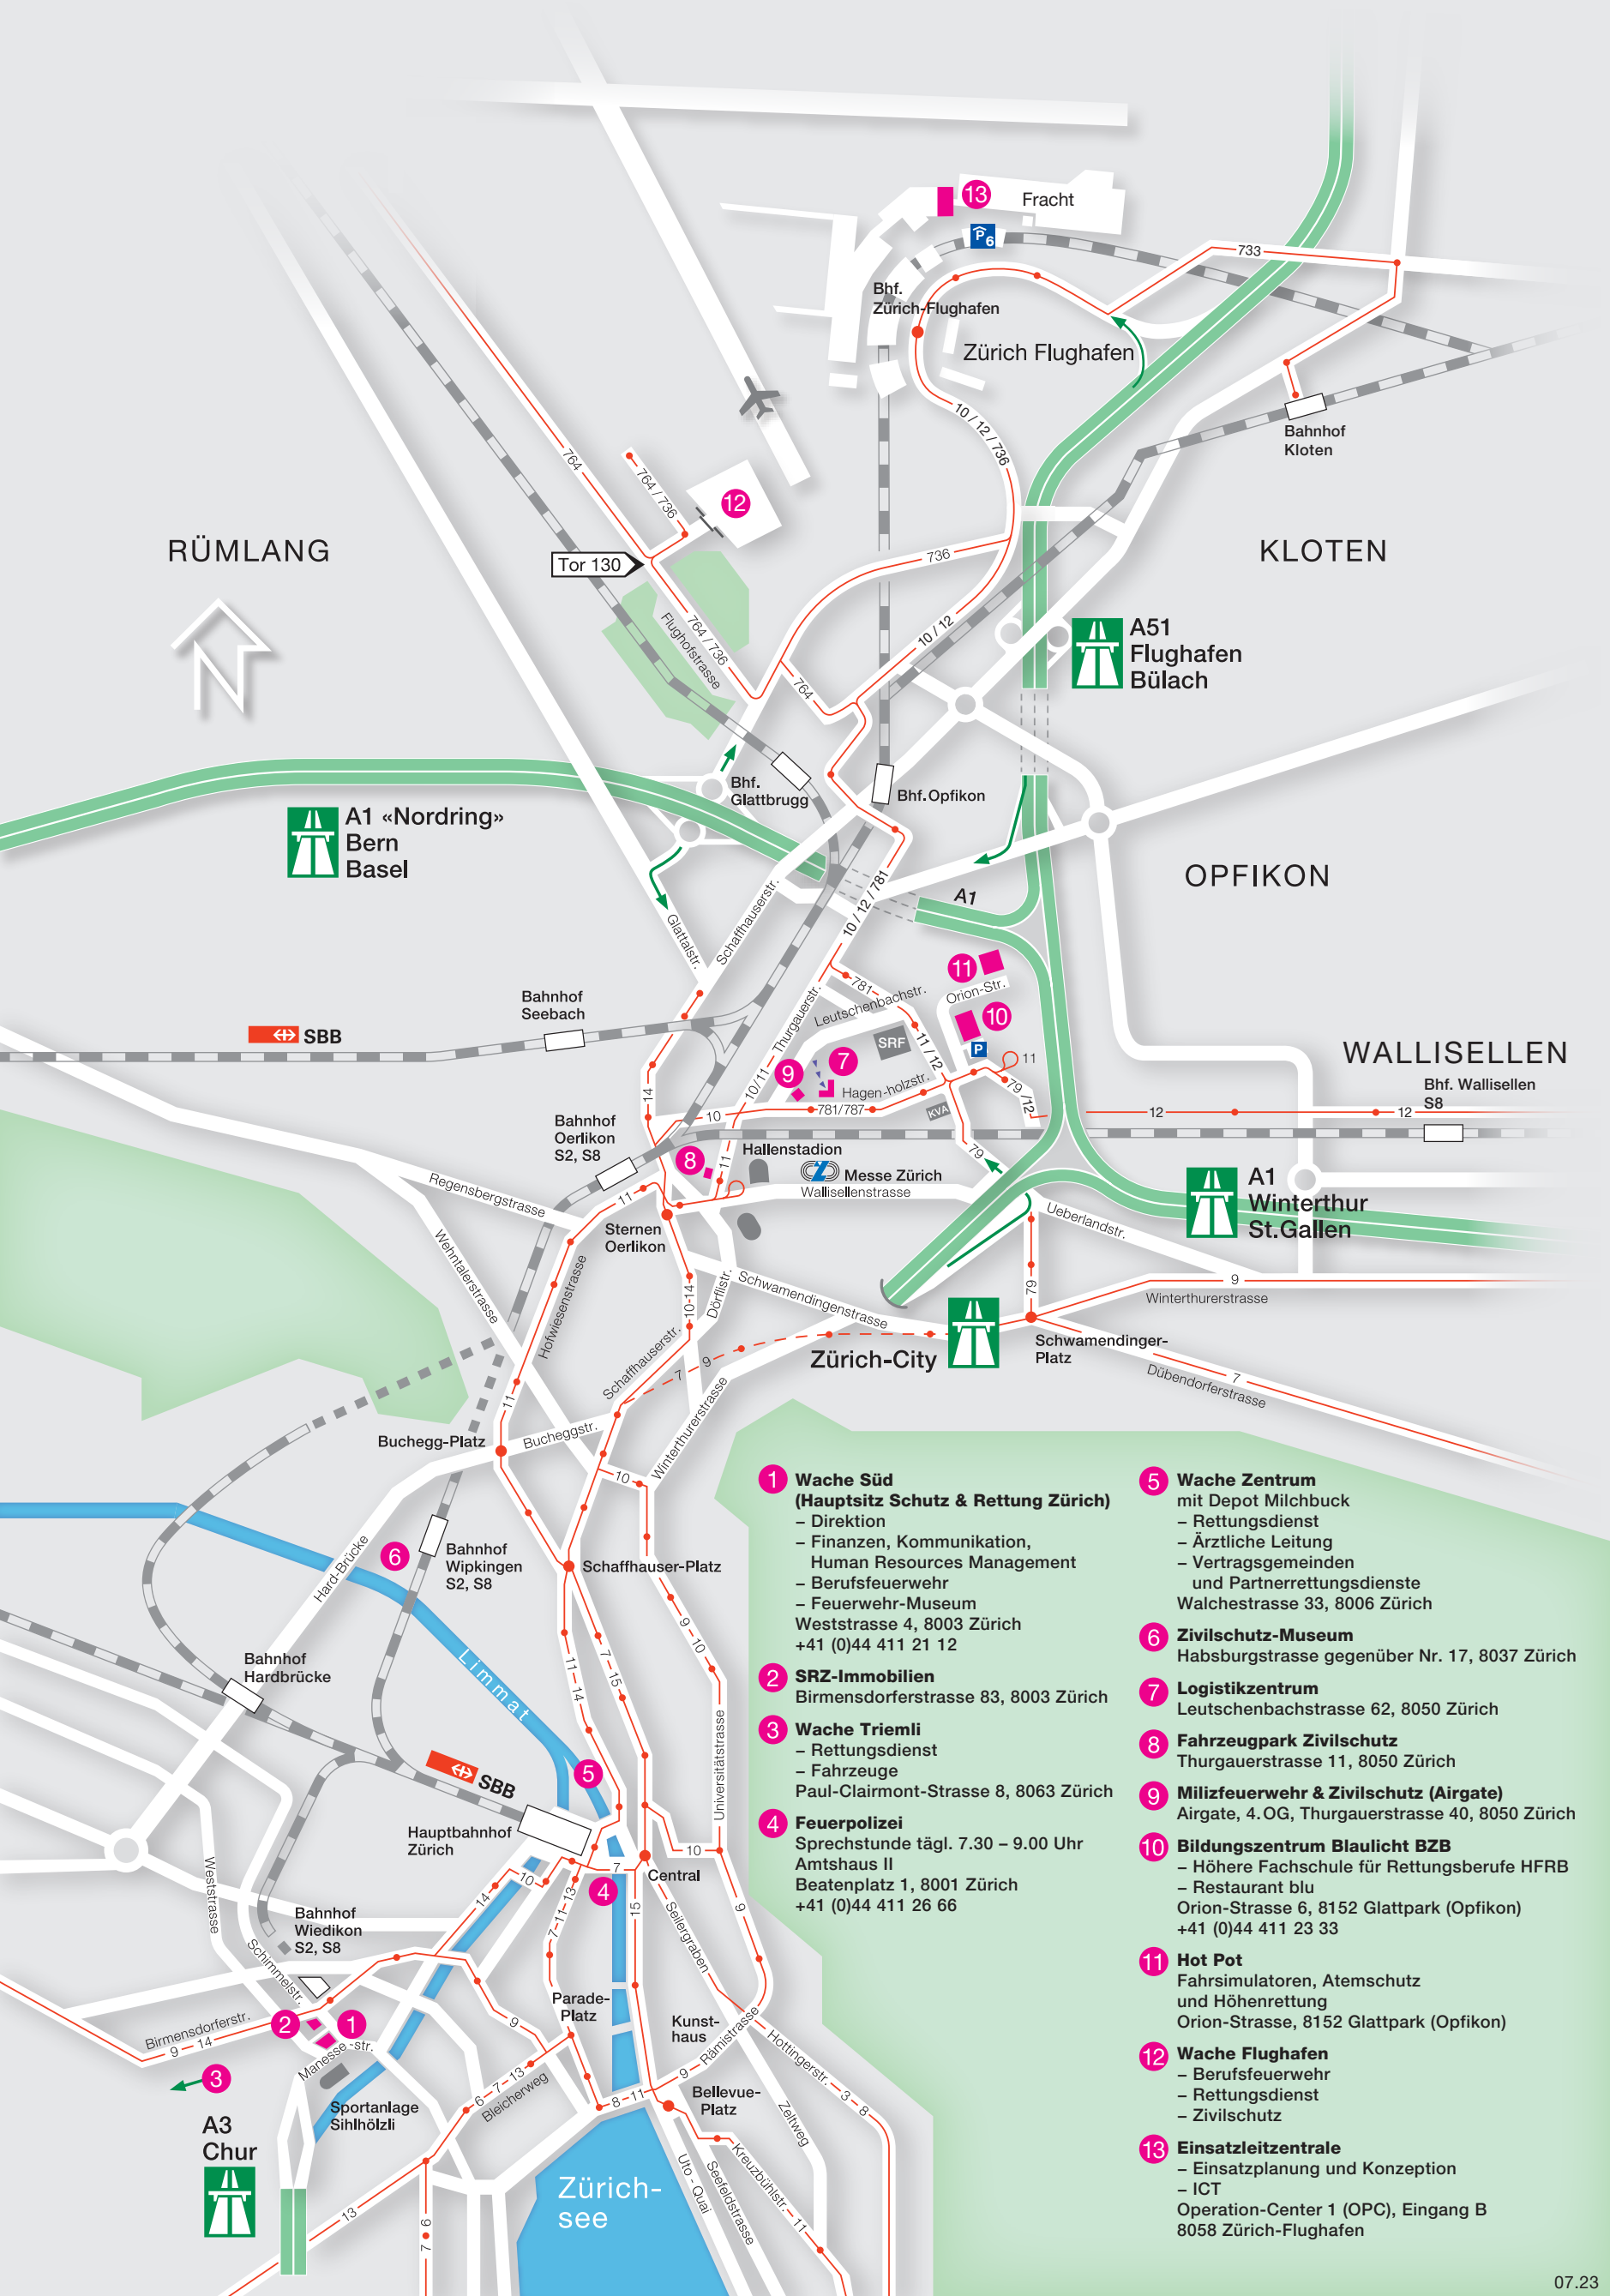 13
Fracht
P6
733
Bhf.
Zürich-Flughafen
Zürich Flughafen
10 / 12 / 736
Bahnhof
Kloten
764
764 / 736
12
RÜMLANG
Tor 130
KLOTEN
736
764 / 736
Flughofstrasse
10 / 12
A51
Flughafen
Bülach
764
Bhf.
Glattbrugg
Bhf. Opfikon
A1 «Nordring»
Bern
Basel
OPFIKON
Schaffhauserstr.
10 / 12 / 781
A1
Glattalstr.
11
Orion-Str.
781
Bahnhof
Seebach
Thurgauerstr.
Leutschenbachstr.
10
SBB
SRF
P
11
11 / 12
WALLISELLEN
7
9
Bhf. Wallisellen
S8
10/11
Hagen-holzstr.
79 /12
14
10
781/787
KVA
12
12
Bahnhof
Oerlikon
S2, S8
Hallenstadion
8
11
79
Messe Zürich
Wallisellenstrasse
A1
Winterthur
St.Gallen
Regensbergstrasse
11
Ueberlandstr.
Sternen
Oerlikon
Wehntalerstrasse
Hofwiesenstrasse
10-14
Dörflistr.
Schwamendingenstrasse
79
9
Winterthurerstrasse
Schaffhauserstr.
Zürich-City
Schwamendinger-
Platz
7
9
7
Dübendorferstrasse
11
Winterthurerstrasse
Buchegg-Platz
Bucheggstr.
10
Hard-Brücke
6
Bahnhof
Wipkingen
S2, S8
Schaffhauser-Platz
9 - 10
Bahnhof
Hardbrücke
Limmat
11 - 14
7 - 15
Universitätstrasse
SBB
5
Hauptbahnhof
Zürich
10
7
Central
10
14
4
Weststrasse
7-11-13
15
Seilergraben
9
Bahnhof
Wiedikon
S2, S8
Schimmelstr.
Parade-
Platz
Kunst-
haus
Birmensdorferstr.
2
1
9
Rämistrasse
Hottingerstr.
9 - 14
Manesse-str.
3
6 - 7 - 13
Bleicherweg
9
3 - 8
8 - 11
Bellevue-
Platz
Zeltweg
Sportanlage
Sihlhölzli
A3
Chur
Kreuzbühlstr.
Uto - Quai
Seefeldstrasse
Zürich-
see
13
7 - 6
11
1 Wache Süd
(Hauptsitz Schutz & Rettung Zürich)
– Direktion
– Finanzen, Kommunikation,
Human Resources Management
– Berufsfeuerwehr
– Feuerwehr-Museum
Weststrasse 4, 8003 Zürich
+41 (0)44 411 21 12
2 SRZ-Immobilien
Birmensdorferstrasse 83, 8003 Zürich
3 Wache Triemli
– Rettungsdienst
– Fahrzeuge
Paul-Clairmont-Strasse 8, 8063 Zürich
4 Feuerpolizei
Sprechstunde tägl. 7.30 – 9.00 Uhr
Amtshaus II
Beatenplatz 1, 8001 Zürich
+41 (0)44 411 26 66
5 Wache Zentrum
mit Depot Milchbuck
– Rettungsdienst
– Ärztliche Leitung
– Vertragsgemeinden
und Partnerrettungsdienste
Walchestrasse 33, 8006 Zürich
6 Zivilschutz-Museum
Habsburgstrasse gegenüber Nr. 17, 8037 Zürich
7 Logistikzentrum
Leutschenbachstrasse 62, 8050 Zürich
8 Fahrzeugpark Zivilschutz
Thurgauerstrasse 11, 8050 Zürich
9 Milizfeuerwehr & Zivilschutz (Airgate)
Airgate, 4.OG, Thurgauerstrasse 40, 8050 Zürich
10 Bildungszentrum Blaulicht BZB
– Höhere Fachschule für Rettungsberufe HFRB
– Restaurant blu
Orion-Strasse 6, 8152 Glattpark (Opfikon)
+41 (0)44 411 23 33
11 Hot Pot
Fahrsimulatoren, Atemschutz
und Höhenrettung
Orion-Strasse, 8152 Glattpark (Opfikon)
12 Wache Flughafen
– Berufsfeuerwehr
– Rettungsdienst
– Zivilschutz
13 Einsatzleitzentrale
– Einsatzplanung und Konzeption
– ICT
Operation-Center 1 (OPC), Eingang B
8058 Zürich-Flughafen
07.23